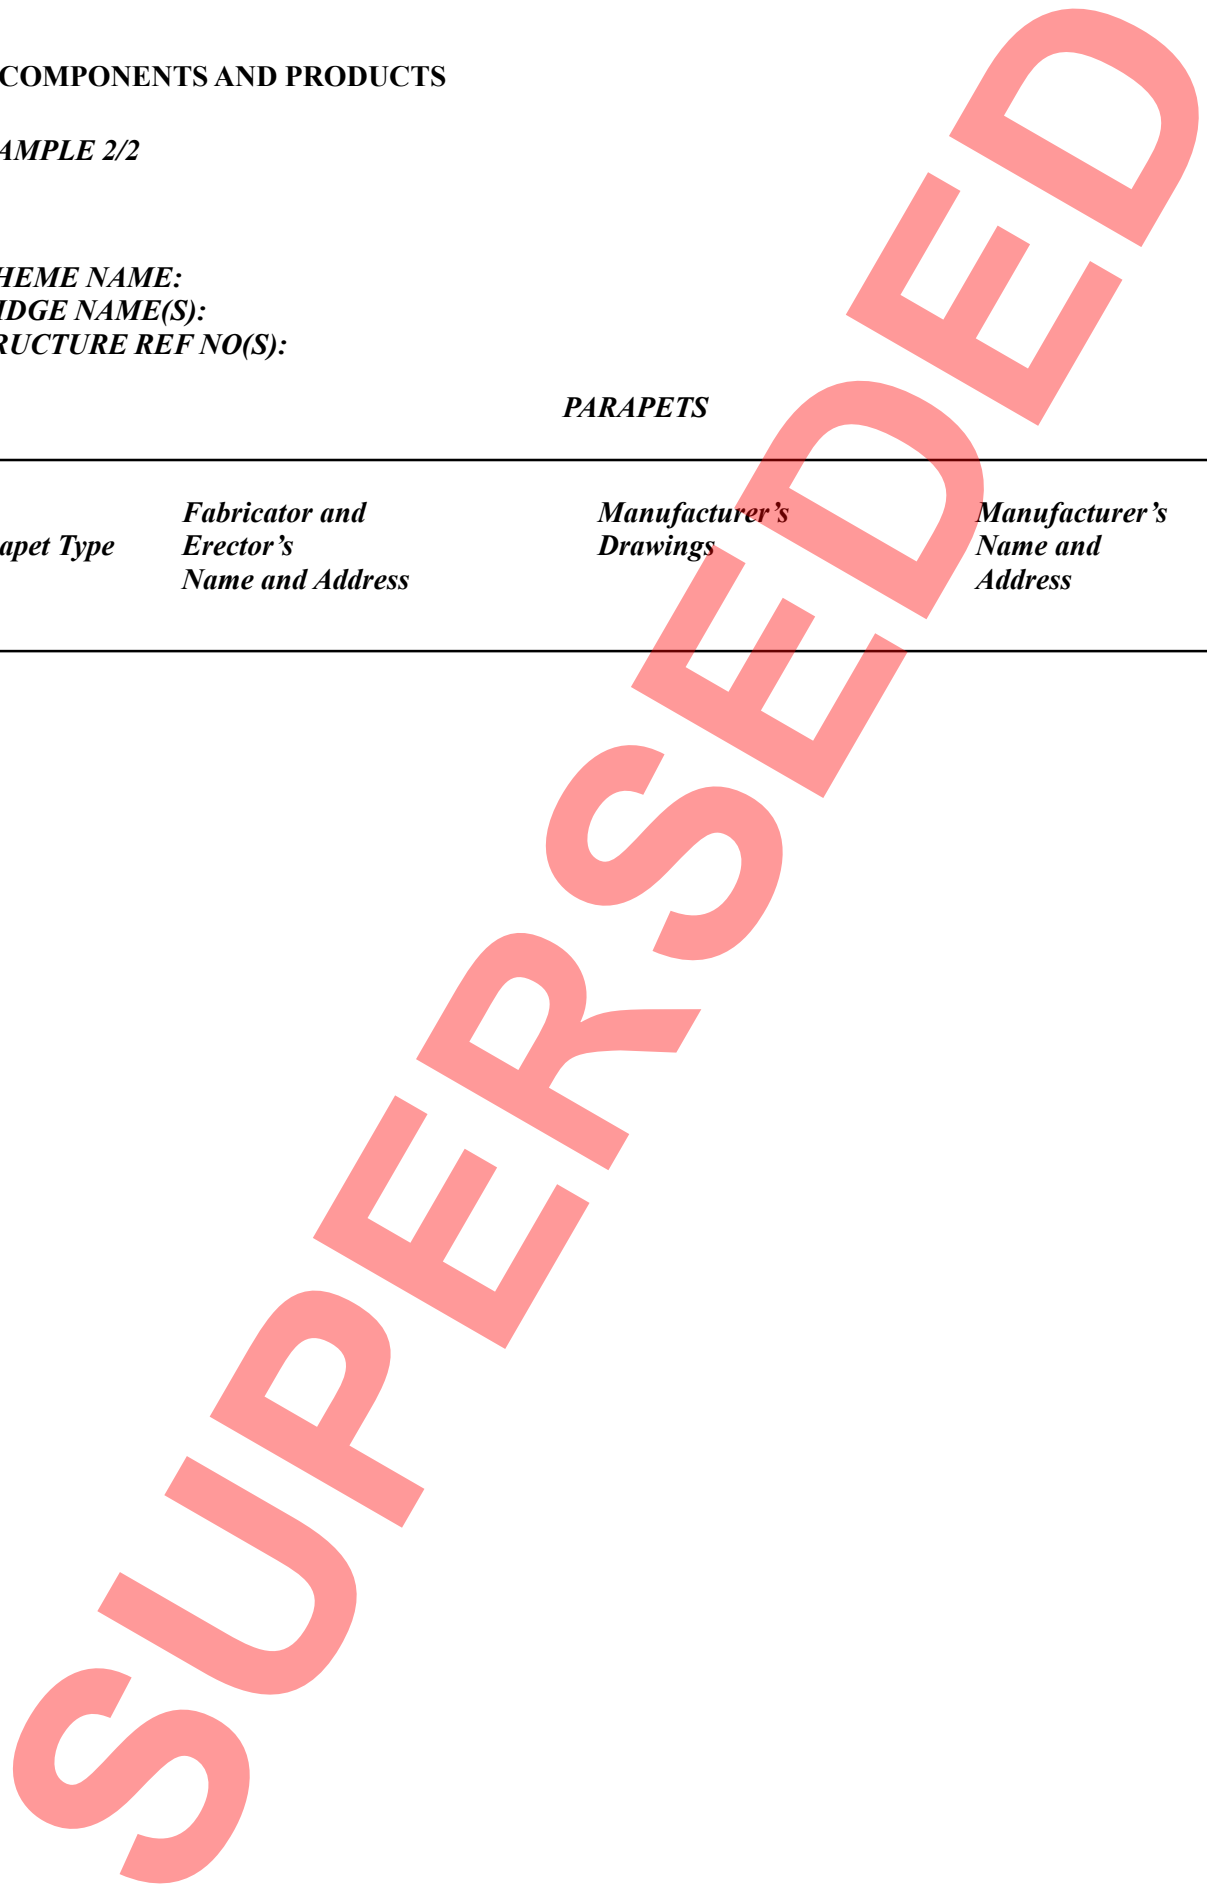 COMPONENTS AND PRODUCTS
AMPLE 2/2
HEME NAME:
IDGE NAME(S):
RUCTURE REF NO(S):
PARAPETS
apet Type
Fabricator and
Erector's
Name and Address
Manufacturer's
Drawings
Manufacturer's
Name and
Address
SUPERSEDED